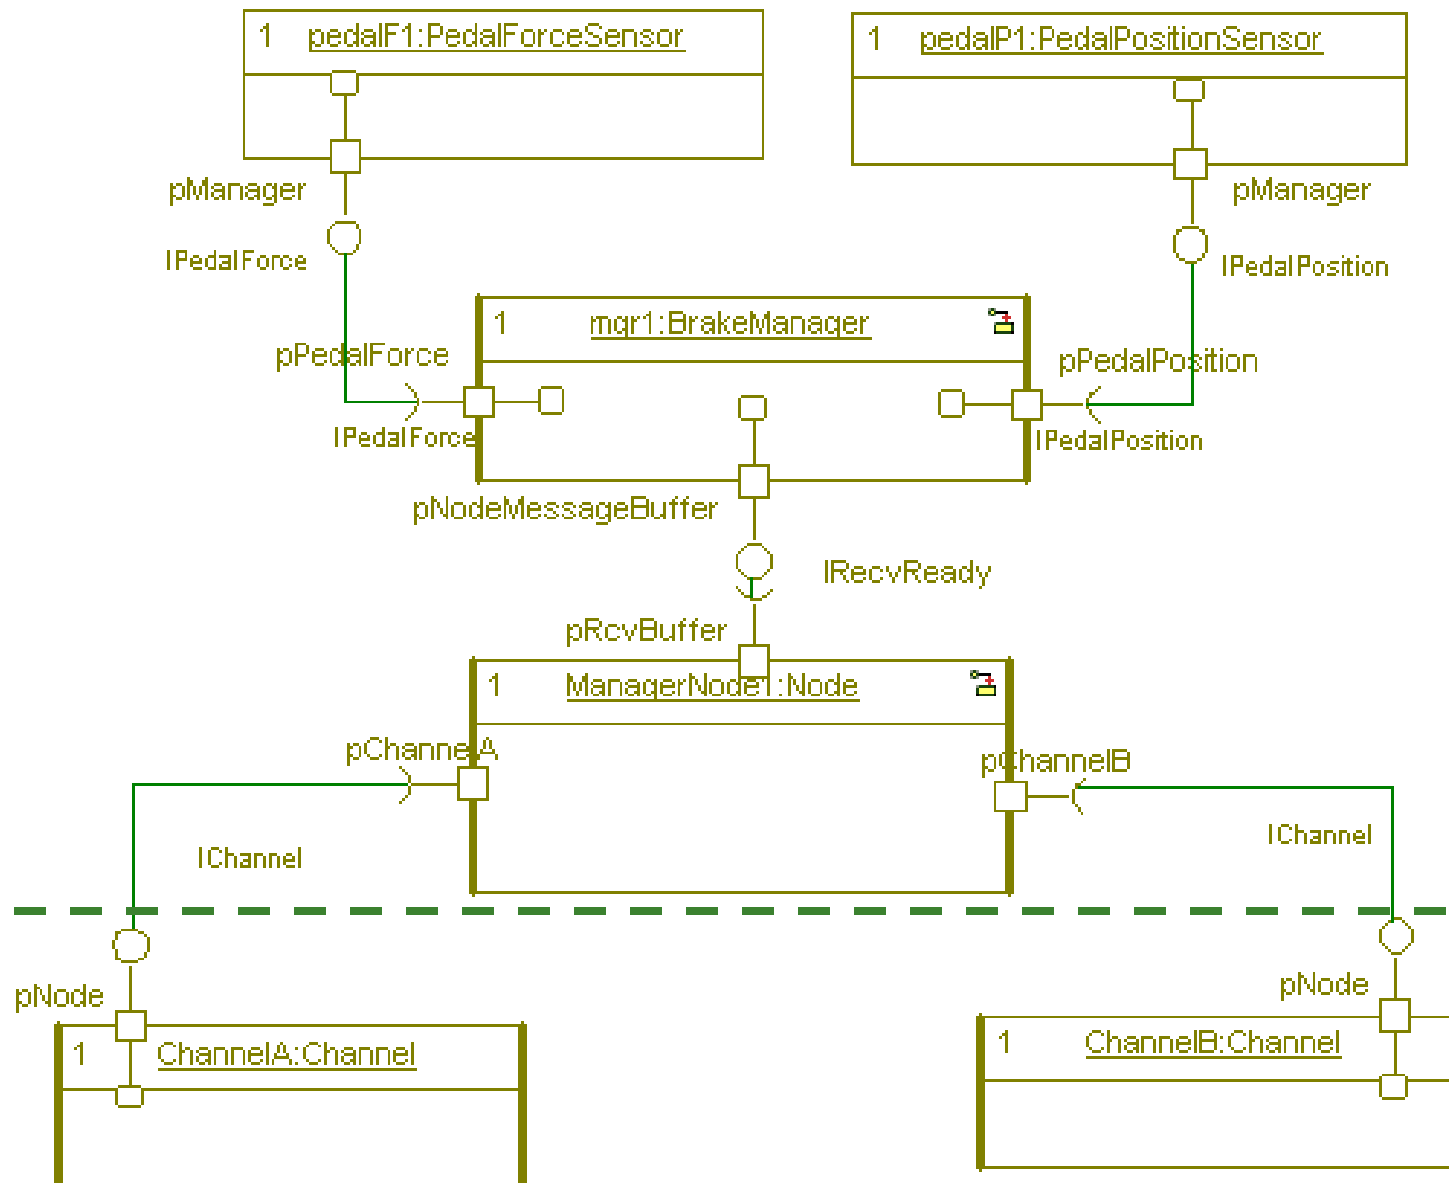 1 pedalF1:PedalForceSensor
1 pedalP1:PedalPositionSensor
pManager
pManager
IPedalForce
IPedalPosition
1 mgr1:BrakeManager
pPedalForce
pPedalPosition
IPedalForce
IPedalPosition
pNodeMessageBuffer
IRecvReady
pRcvBuffer
1 ManagerNode1:Node
pChannelA
pChannelB
IChannel
IChannel
pNode
pNode
1 ChannelA:Channel
1 ChannelB:Channel